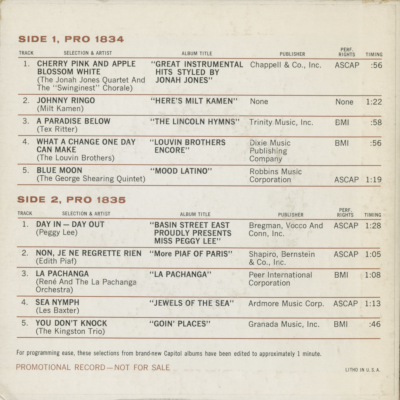 SIDE 1, PRO 1834
TRACK SELECTION & ARTIST ALBUM TITLE PUBLISHER PERF. RIGHTS TIMING
1. CHERRY PINK AND APPLE "GREAT INSTRUMENTAL Chappell & Co., Inc. ASCAP :56
BLOSSOM WHITE HITS STYLED BY
(The Jonah Jones Quartet And JONAH JONES"
The "Swinginest" Chorale)
2. JOHNNY RINGO "HERE'S MILT KAMEN" None None 1:22
(Milt Kamen)
3. A PARADISE BELOW "THE LINCOLN HYMNS" Trinity Music, Inc. BMI :58
(Tex Ritter)
4. WHAT A CHANGE ONE DAY "LOUVIN BROTHERS Dixie Music BMI :56
CAN MAKE ENCORE" Publishing
(The Louvin Brothers) Company
5. BLUE MOON "MOOD LATINO" Robbins Music
(The George Shearing Quintet) Corporation ASCAP 1:19
SIDE 2, PRO 1835
TRACK SELECTION & ARTIST ALBUM TITLE PUBLISHER PERF. RIGHTS TIMING
1. DAY IN — DAY OUT "BASIN STREET EAST Bregman, Vocco And ASCAP 1:28
(Peggy Lee) PROUDLY PRESENTS Conn, Inc.
MISS PEGGY LEE"
2. NON, JE NE REGRETTE RIEN "More PIAF OF PARIS" Shapiro, Bernstein ASCAP 1:05
(Edith Piaf) & Co., Inc.
3. LA PACHANGA "LA PACHANGA" Peer International BMI 1:08
(René And The La Pachanga Corporation
Orchestra)
4. SEA NYMPH "JEWELS OF THE SEA" Ardmore Music Corp. ASCAP 1:13
(Les Baxter)
5. YOU DON'T KNOCK "GOIN' PLACES" Granada Music, Inc. BMI :46
(The Kingston Trio)
For programming ease, these selections from brand-new Capitol albums have been edited to approximately 1 minute.
PROMOTIONAL RECORD—NOT FOR SALE LITHO IN U.S.A.